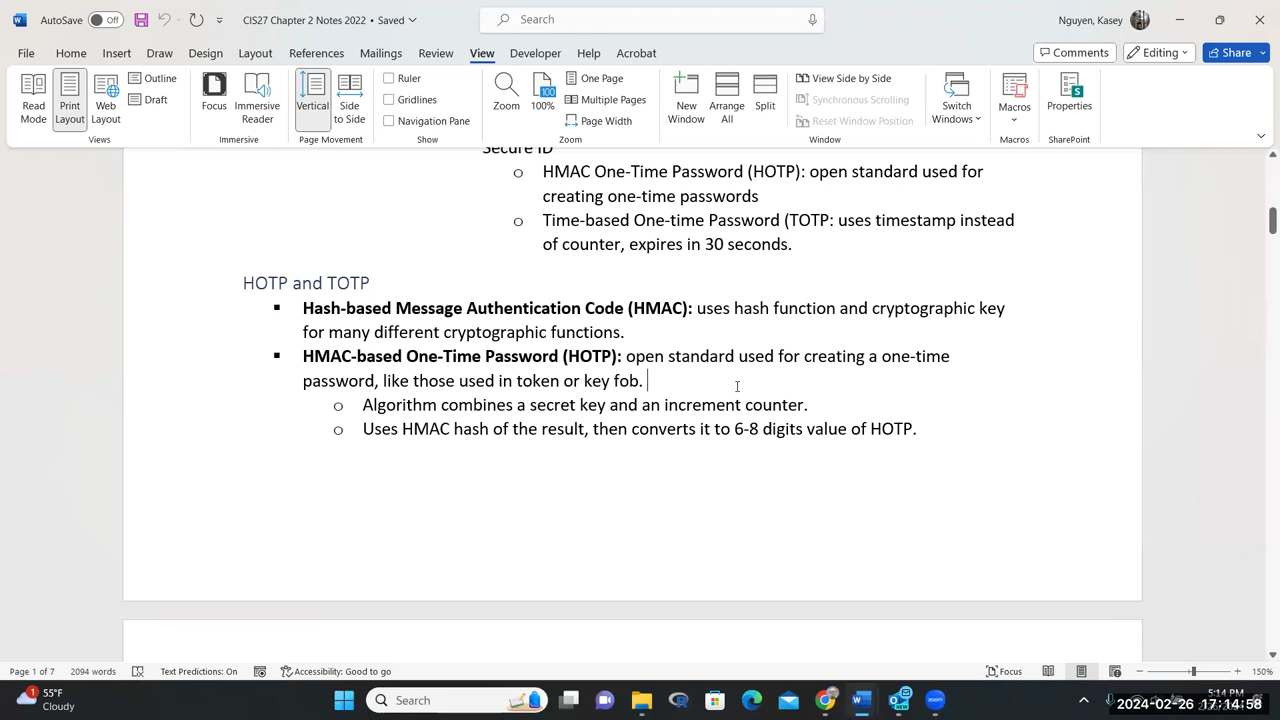 AutoSave Off CIS27 Chapter 2 Notes 2022 • Saved Search Nguyen, Kasey
File Home Insert Draw Design Layout References Mailings Review View Developer Help Acrobat Comments Editing Share
Read Mode
Print Layout
Web Layout
Outline
Draft
Views
Focus
Immersive Reader
Immersive
Vertical
Side to Side
Page Movement
Ruler
Gridlines
Navigation Pane
Show
Zoom
100%
One Page
Multiple Pages
Page Width
Zoom
New Window
Arrange All
Split
View Side by Side
Synchronous Scrolling
Reset Window Position
Window
Switch Windows
Macros
Macros
Properties
SharePoint
Secure ID
o HMAC One-Time Password (HOTP): open standard used for
creating one-time passwords
o Time-based One-time Password (TOTP: uses timestamp instead
of counter, expires in 30 seconds.
HOTP and TOTP
▪ Hash-based Message Authentication Code (HMAC): uses hash function and cryptographic key
for many different cryptographic functions.
▪ HMAC-based One-Time Password (HOTP): open standard used for creating a one-time
password, like those used in token or key fob.
o Algorithm combines a secret key and an increment counter.
o Uses HMAC hash of the result, then converts it to 6-8 digits value of HOTP.
Page 1 of 7 2094 words Text Predictions: On Accessibility: Good to go Focus 150%
1
55°F
Cloudy
Search
5:14 PM
2024-02-26 17:14:58